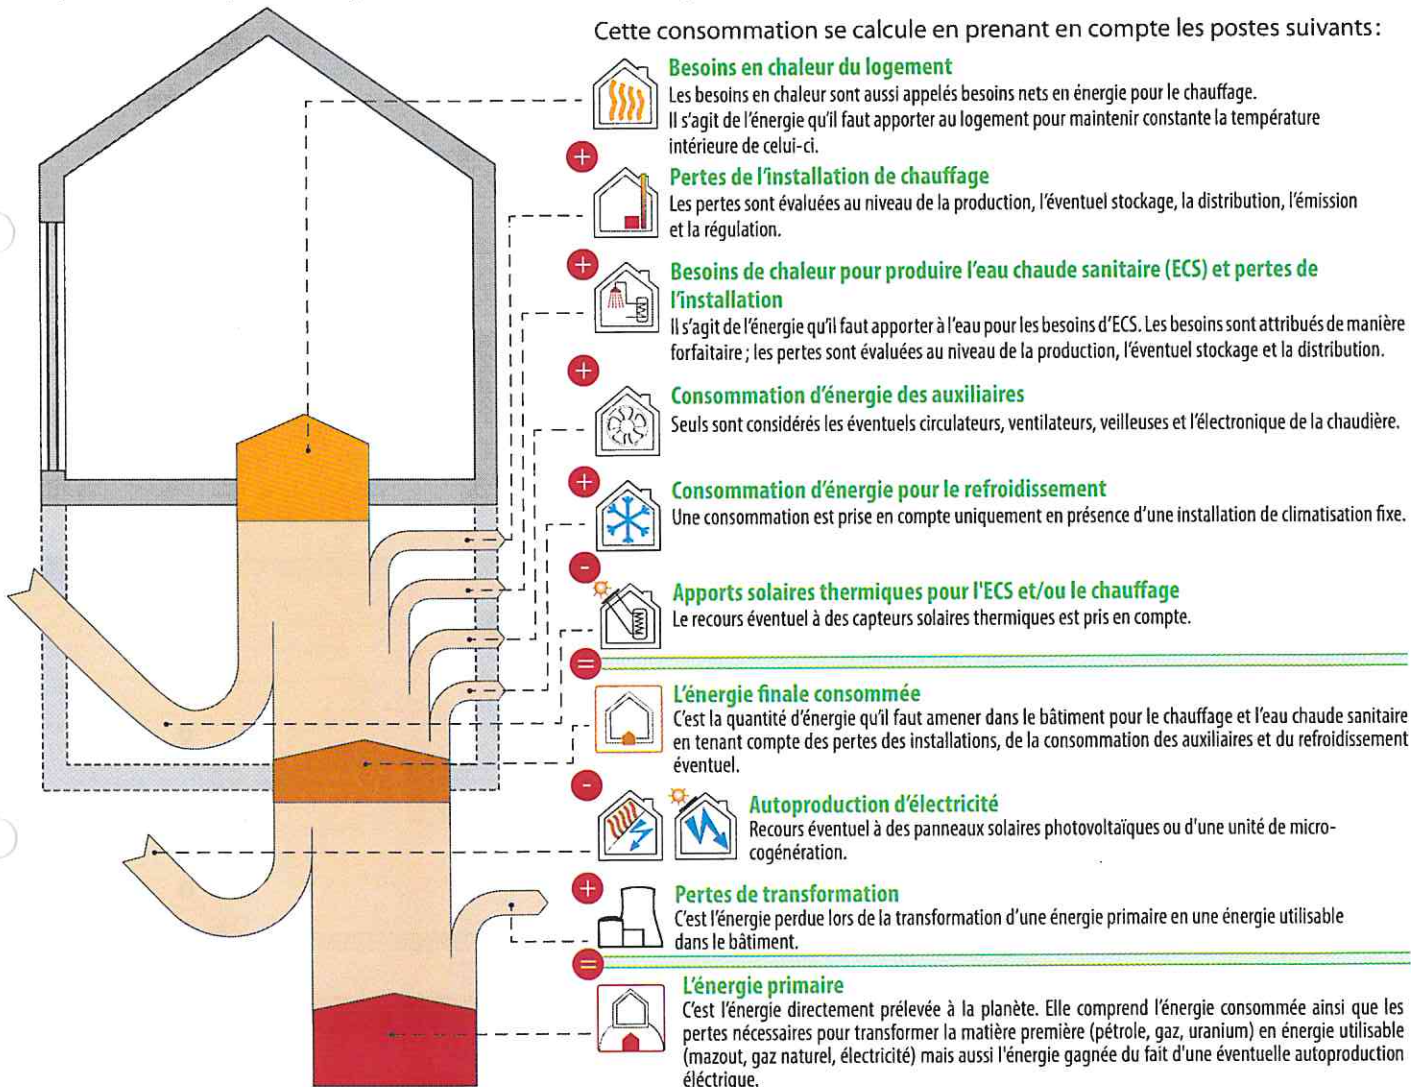 Cette consommation se calcule en prenant en compte les postes suivants:
Besoins en chaleur du logement
Les besoins en chaleur sont aussi appelés besoins nets en énergie pour le chauffage.
Il s'agit de l'énergie qu'il faut apporter au logement pour maintenir constante la température
intérieure de celui-ci.
+
Pertes de l'installation de chauffage
Les pertes sont évaluées au niveau de la production, l'éventuel stockage, la distribution, l'émission
et la régulation.
+
Besoins de chaleur pour produire l'eau chaude sanitaire (ECS) et pertes de
l'installation
Il s'agit de l'énergie qu'il faut apporter à l'eau pour les besoins d'ECS. Les besoins sont attribués de manière
forfaitaire ; les pertes sont évaluées au niveau de la production, l'éventuel stockage et la distribution.
+
Consommation d'énergie des auxiliaires
Seuls sont considérés les éventuels circulateurs, ventilateurs, veilleuses et l'électronique de la chaudière.
+
Consommation d'énergie pour le refroidissement
Une consommation est prise en compte uniquement en présence d'une installation de climatisation fixe.
-
Apports solaires thermiques pour l'ECS et/ou le chauffage
Le recours éventuel à des capteurs solaires thermiques est pris en compte.
=
L'énergie finale consommée
C'est la quantité d'énergie qu'il faut amener dans le bâtiment pour le chauffage et l'eau chaude sanitaire
en tenant compte des pertes des installations, de la consommation des auxiliaires et du refroidissement
éventuel.
-
Autoproduction d'électricité
Recours éventuel à des panneaux solaires photovoltaïques ou d'une unité de micro-
cogénération.
+
Pertes de transformation
C'est l'énergie perdue lors de la transformation d'une énergie primaire en une énergie utilisable
dans le bâtiment.
=
L'énergie primaire
C'est l'énergie directement prélevée à la planète. Elle comprend l'énergie consommée ainsi que les
pertes nécessaires pour transformer la matière première (pétrole, gaz, uranium) en énergie utilisable
(mazout, gaz naturel, électricité) mais aussi l'énergie gagnée du fait d'une éventuelle autoproduction
éléctrique.